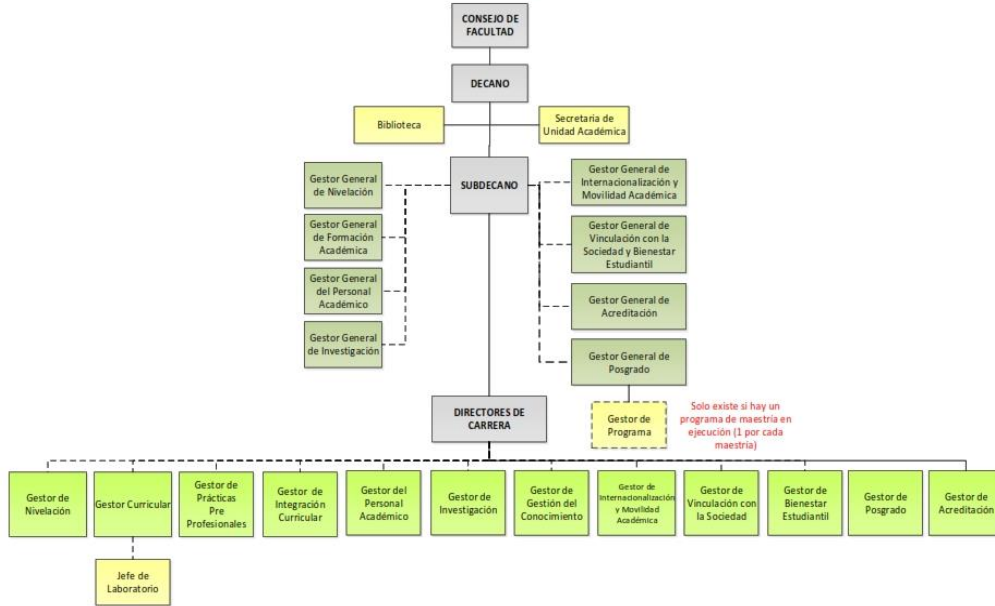 CONSEJO DE
FACULTAD
DECANO
Biblioteca
Secretaría de
Unidad Académica
SUBDECANO
Gestor General
de Nivelación
Gestor General
de Formación
Académica
Gestor General
del Personal
Académico
Gestor General
de Investigación
Gestor General de
Internacionalización y
Movilidad Académica
Gestor General de
Vinculación con la
Sociedad y Bienestar
Estudiantil
Gestor General de
Acreditación
Gestor General de
Posgrado
Gestor de
Programa
Solo existe si hay un
programa de maestría en
ejecución (1 por cada
maestría)
DIRECTORES DE
CARRERA
Gestor de
Nivelación
Gestor Curricular
Gestor de
Prácticas
Pre
Profesionales
Gestor de
Integración
Curricular
Gestor del
Personal
Académico
Gestor de
Investigación
Gestor de
Gestión del
Conocimiento
Gestor de
Internacionalización
y Movilidad
Académica
Gestor de
Vinculación con
la Sociedad
Gestor de
Bienestar
Estudiantil
Gestor de
Posgrado
Gestor de
Acreditación
Jefe de
Laboratorio